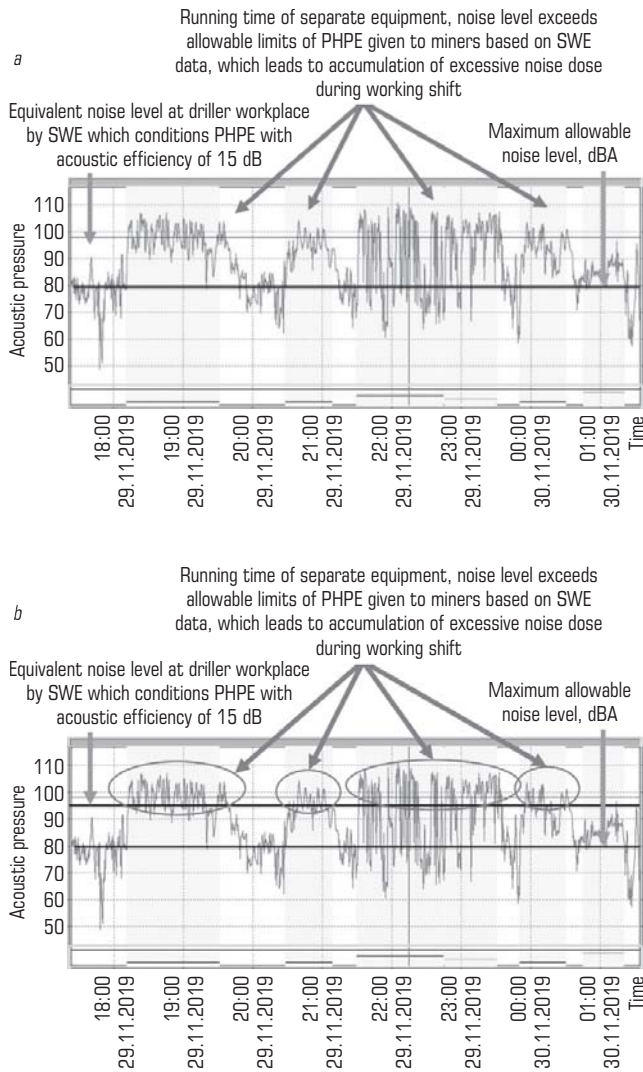 Running time of separate equipment, noise level exceeds
allowable limits of PHPE given to miners based on SWE
data, which leads to accumulation of excessive noise dose
during working shift
a
Equivalent noise level at driller workplace
by SWE which conditions PHPE with
acoustic efficiency of 15 dB
Maximum allowable
noise level, dBA
Acoustic pressure
110
100
90
80
70
60
50
18:00
29.11.2019
19:00
29.11.2019
20:00
29.11.2019
21:00
29.11.2019
22:00
29.11.2019
23:00
29.11.2019
00:00
30.11.2019
01:00
30.11.2019
Time
Running time of separate equipment, noise level exceeds
allowable limits of PHPE given to miners based on SWE
data, which leads to accumulation of excessive noise dose
during working shift
b
Equivalent noise level at driller workplace
by SWE which conditions PHPE with
acoustic efficiency of 15 dB
Maximum allowable
noise level, dBA
Acoustic pressure
110
100
90
80
70
60
50
18:00
29.11.2019
19:00
29.11.2019
20:00
29.11.2019
21:00
29.11.2019
22:00
29.11.2019
23:00
29.11.2019
00:00
30.11.2019
01:00
30.11.2019
Time